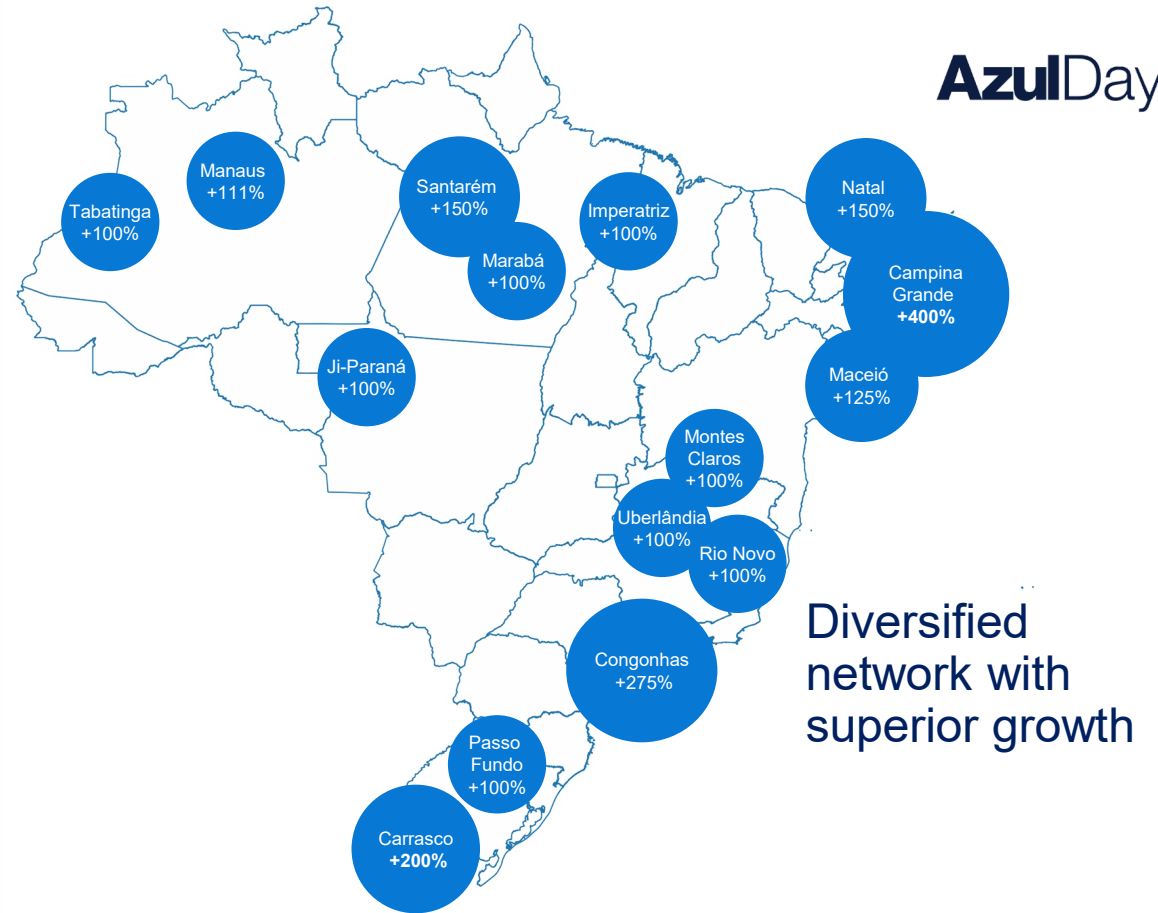 AzulDay
Manaus
+111%
Tabatinga
+100%
Santarém
+150%
Marabá
+100%
Imperatriz
+100%
Natal
+150%
Campina
Grande
+400%
Maceió
+125%
Ji-Paraná
+100%
Montes
Claros
+100%
Uberlândia
+100%
Rio Novo
+100%
Diversified
network with
superior growth
Congonhas
+275%
Passo
Fundo
+100%
Carrasco
+200%